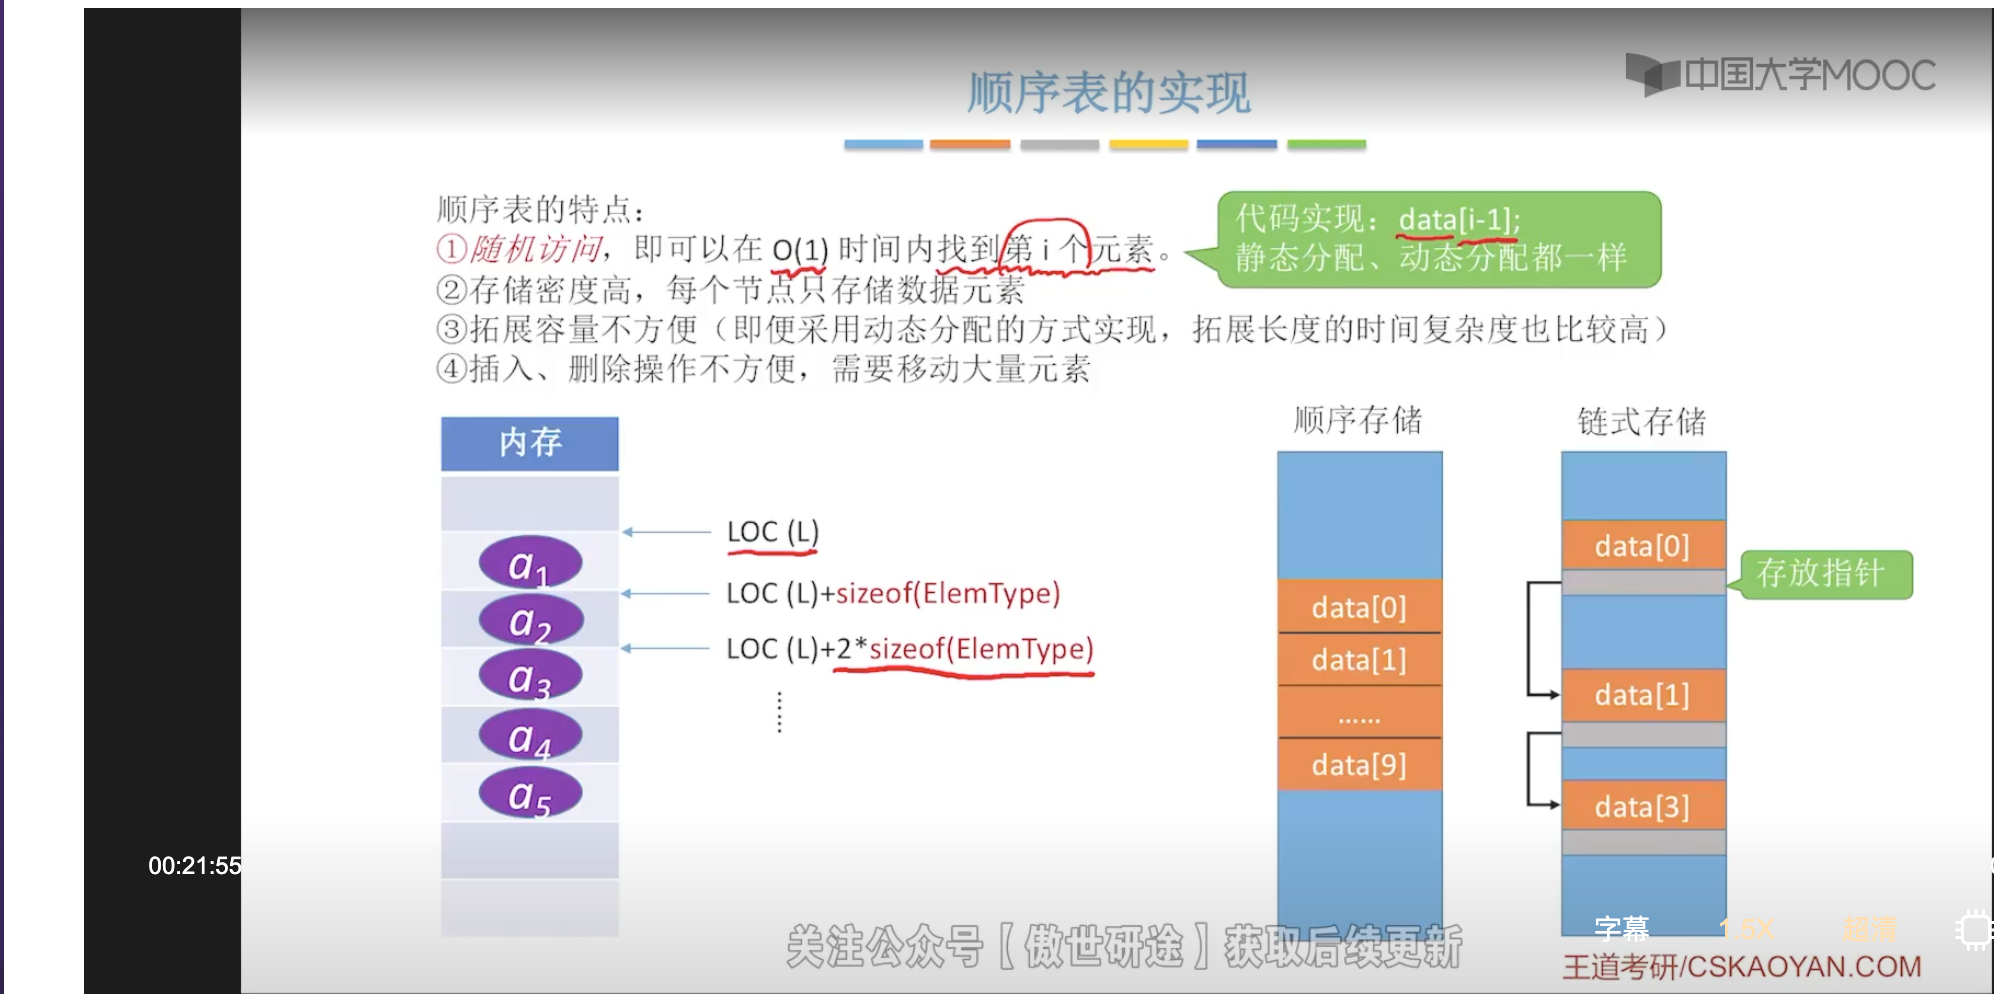 中国大学MOOC
顺序表的实现
顺序表的特点：
①随机访问，即可以在 O(1) 时间内找到第 i 个元素。
代码实现：data[i-1];
静态分配、动态分配都一样
②存储密度高，每个节点只存储数据元素
③拓展容量不方便（即便采用动态分配的方式实现，拓展长度的时间复杂度也比较高）
④插入、删除操作不方便，需要移动大量元素
内存
a1
a2
a3
a4
a5
LOC (L)
LOC (L)+sizeof(ElemType)
LOC (L)+2*sizeof(ElemType)
顺序存储
data[0]
data[1]
……
data[9]
链式存储
data[0]
存放指针
data[1]
data[3]
00:21:55
字幕
1.5X
超清
关注公众号【傲世研途】获取后续更新
王道考研/CSKAOYAN.COM